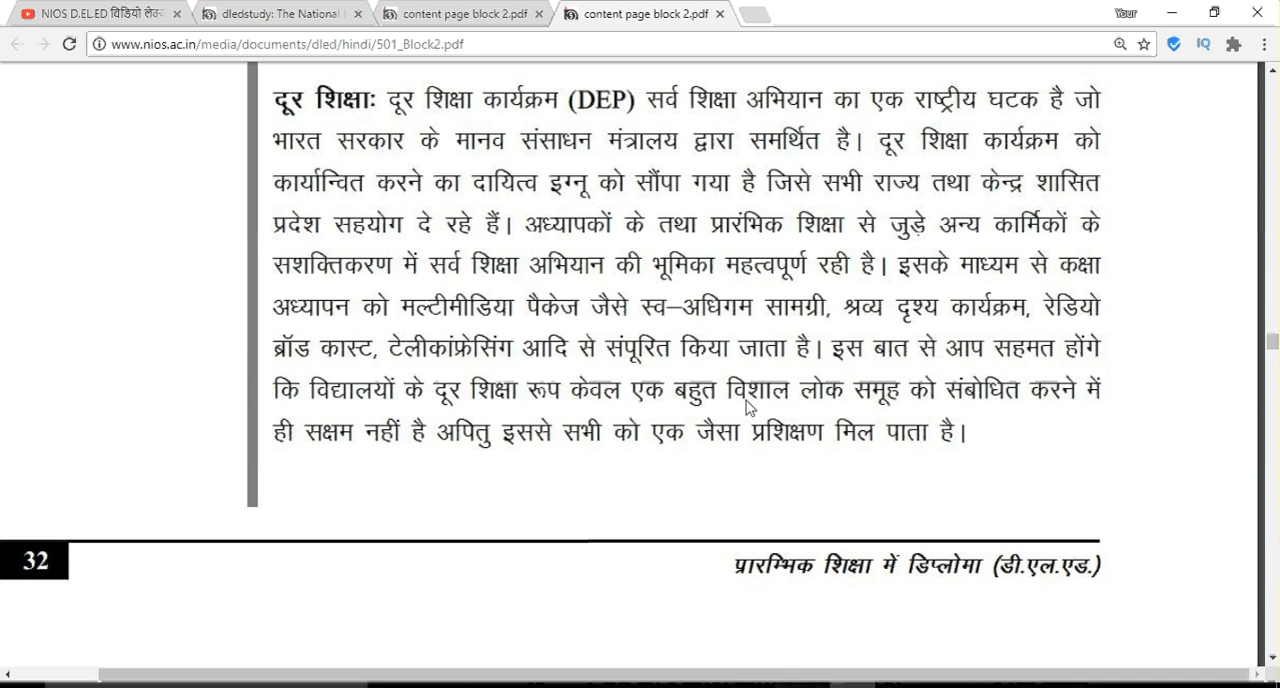 NIOS D.EL.ED विडियो लेक्
dledstudy: The National
content page block 2.pdf
content page block 2.pdf
Your
www.nios.ac.in/media/documents/dled/hindi/501_Block2.pdf
IQ
दूर शिक्षाः दूर शिक्षा कार्यक्रम (DEP) सर्व शिक्षा अभियान का एक राष्ट्रीय घटक है जो
भारत सरकार के मानव संसाधन मंत्रालय द्वारा समर्थित है। दूर शिक्षा कार्यक्रम को
कार्यान्वित करने का दायित्व इग्नू को सौंपा गया है जिसे सभी राज्य तथा केन्द्र शासित
प्रदेश सहयोग दे रहे हैं। अध्यापकों के तथा प्रारंभिक शिक्षा से जुड़े अन्य कार्मिकों के
सशक्तिकरण में सर्व शिक्षा अभियान की भूमिका महत्वपूर्ण रही है। इसके माध्यम से कक्षा
अध्यापन को मल्टीमीडिया पैकेज जैसे स्व–अधिगम सामग्री, श्रव्य दृश्य कार्यक्रम, रेडियो
ब्रॉड कास्ट, टेलीकांफ्रेसिंग आदि से संपूरित किया जाता है। इस बात से आप सहमत होंगे
कि विद्यालयों के दूर शिक्षा रूप केवल एक बहुत विशाल लोक समूह को संबोधित करने में
ही सक्षम नहीं है अपितु इससे सभी को एक जैसा प्रशिक्षण मिल पाता है।
32
प्रारम्भिक शिक्षा में डिप्लोमा (डी.एल.एड.)